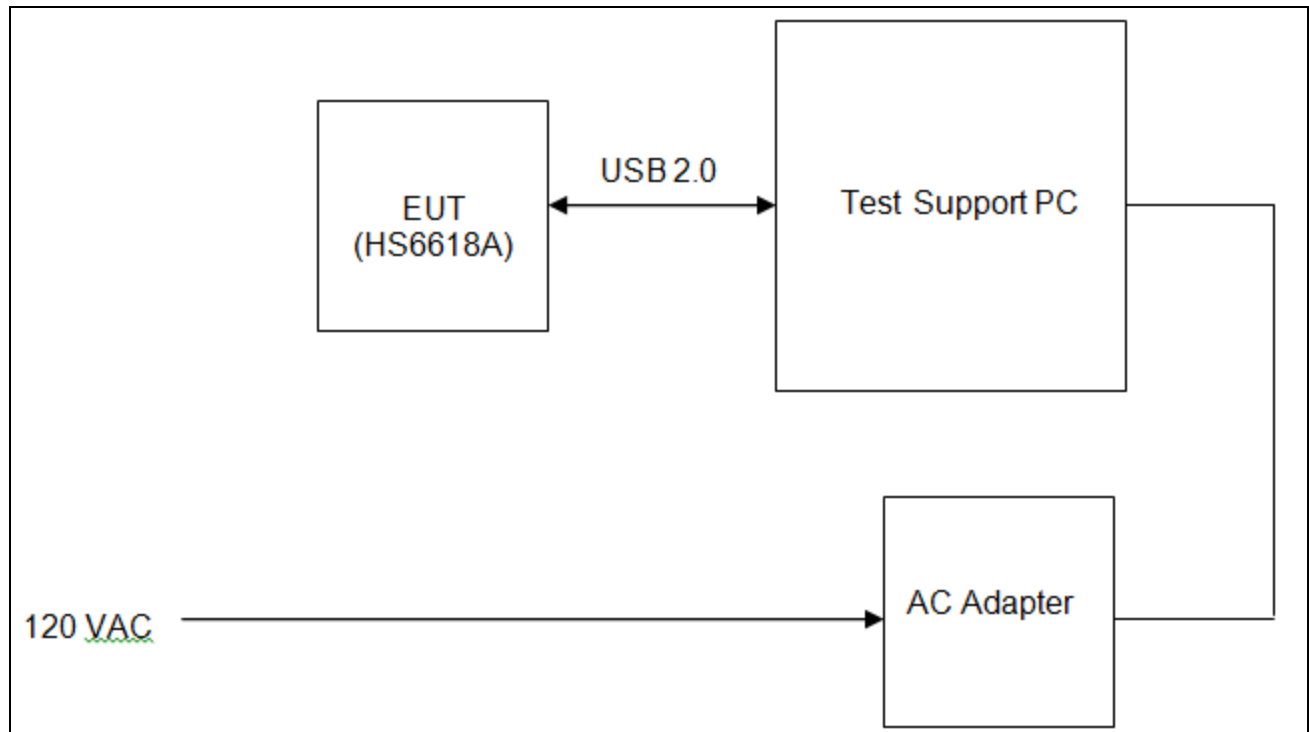 USB 2.0
EUT
(HS6618A)
Test Support PC
AC Adapter
120 VAC